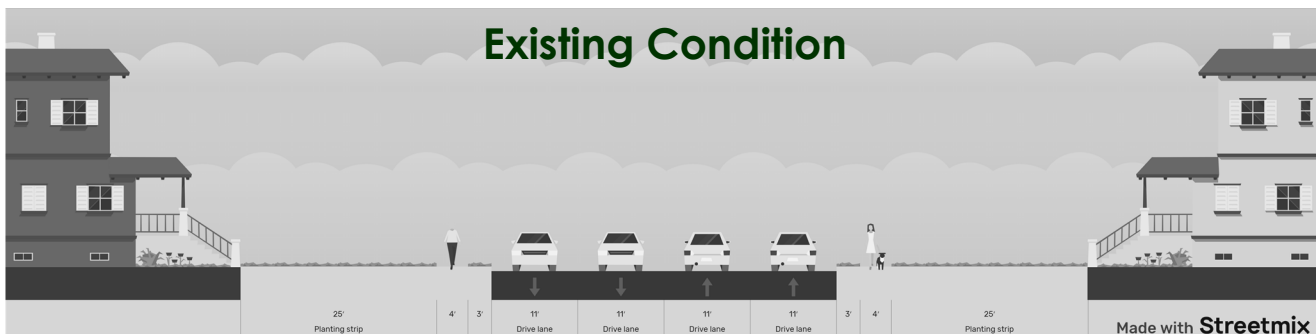 Existing Condition
25' 4' 3' 11' 11' 11' 11' 3' 4' 25'
Planting strip Drive lane Drive lane Drive lane Drive lane Planting strip
Made with Streetmix